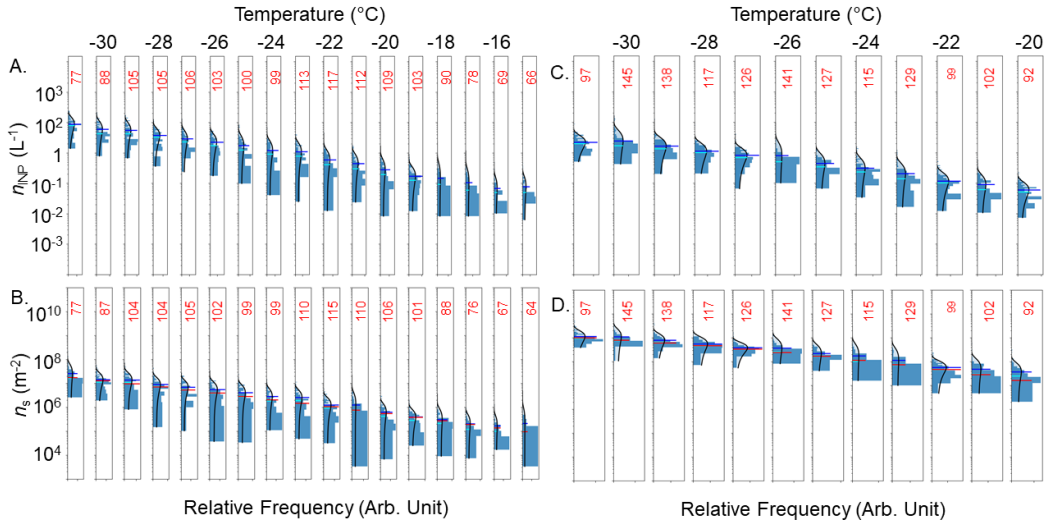 Temperature (°C)
-30 -28 -26 -24 -22 -20 -18 -16
A.
77 88 105 105 106 103 100 99 113 117 112 109 103 90 78 69 66
10³
10²
1
10⁻¹
10⁻²
10⁻³
n_INP (L⁻¹)
Temperature (°C)
-30 -28 -26 -24 -22 -20
C.
97 145 138 117 126 141 127 115 129 99 102 92
B.
77 87 104 104 105 102 99 99 110 115 110 106 101 88 76 67 64
10¹⁰
10⁸
10⁶
10⁴
n_s (m⁻²)
Relative Frequency (Arb. Unit)
D.
97 145 138 117 126 141 127 115 129 99 102 92
Relative Frequency (Arb. Unit)